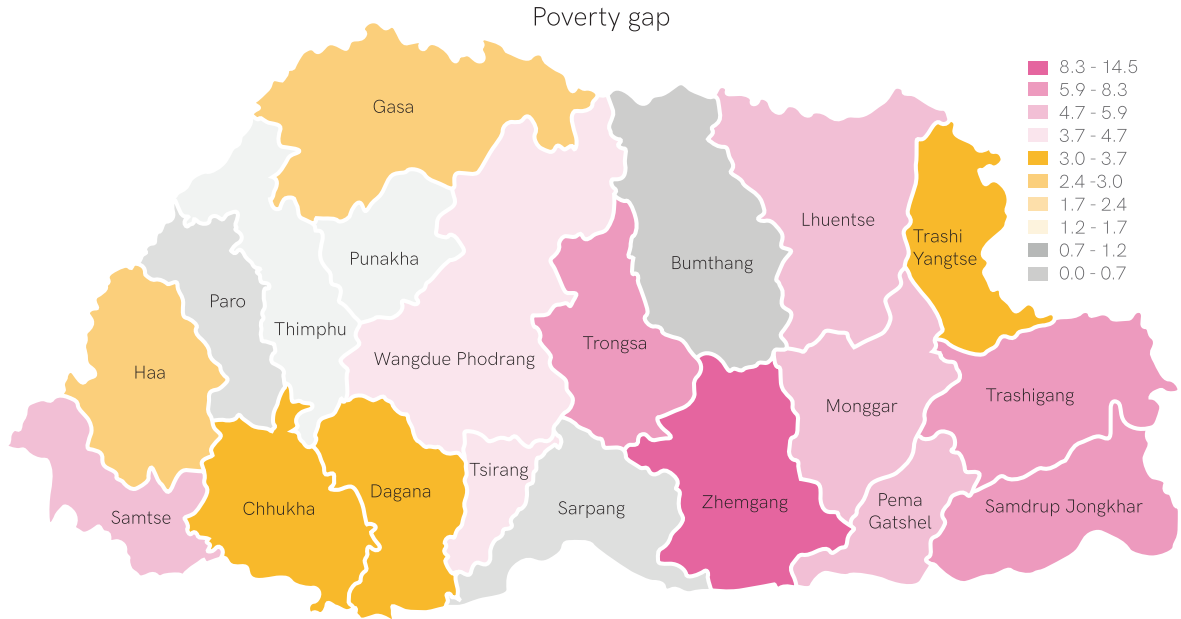 Poverty gap
8.3 - 14.5
5.9 - 8.3
4.7 - 5.9
3.7 - 4.7
3.0 - 3.7
2.4 -3.0
1.7 - 2.4
1.2 - 1.7
0.7 - 1.2
0.0 - 0.7
Gasa
Lhuentse
Trashi
Yangtse
Punakha
Bumthang
Paro
Thimphu
Trongsa
Wangdue Phodrang
Haa
Trashigang
Monggar
Tsirang
Dagana
Pema
Gatshel
Zhemgang
Chhukha
Sarpang
Samdrup Jongkhar
Samtse